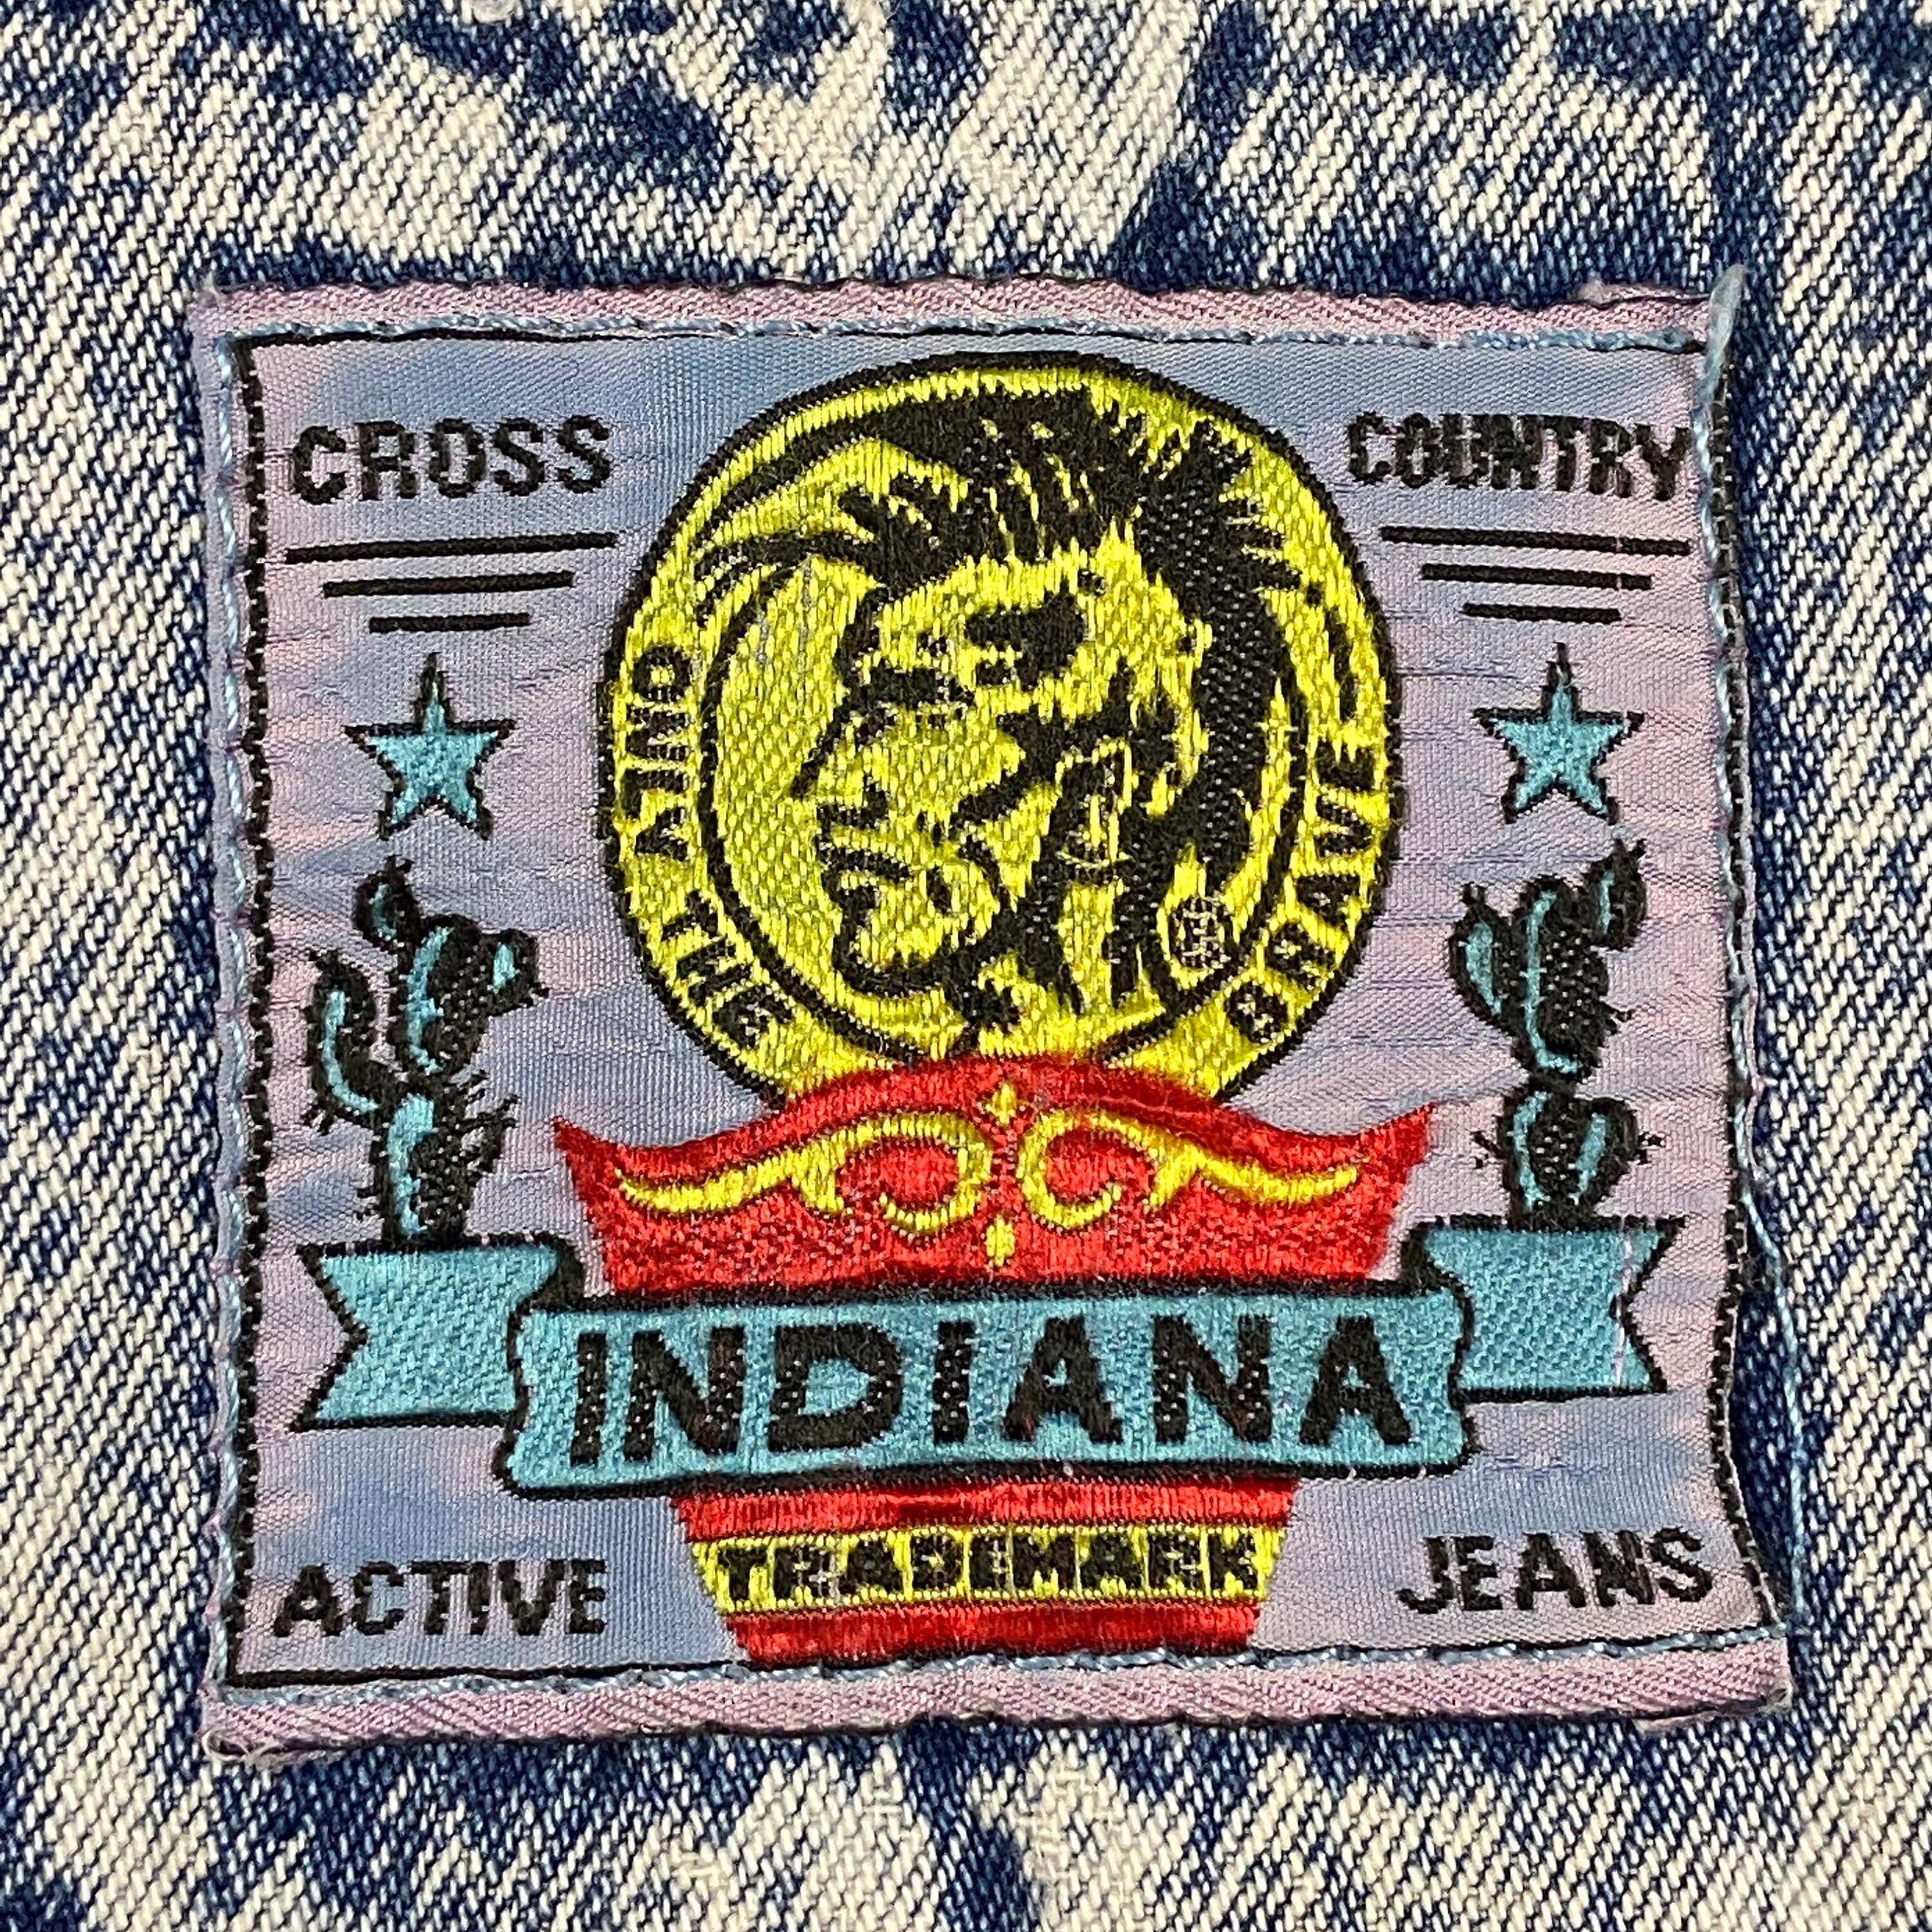 CROSS COUNTRY
ONLY THE BRAVE
INDIANA
TRADEMARK
ACTIVE JEANS